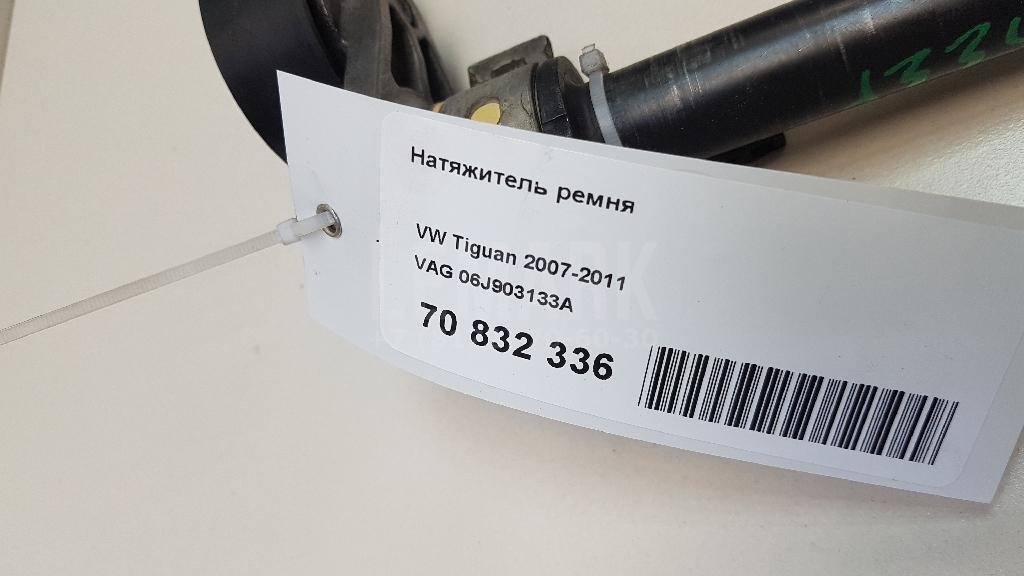 Натяжитель ремня
VW Tiguan 2007-2011
VAG 06J903133A
70 832 336